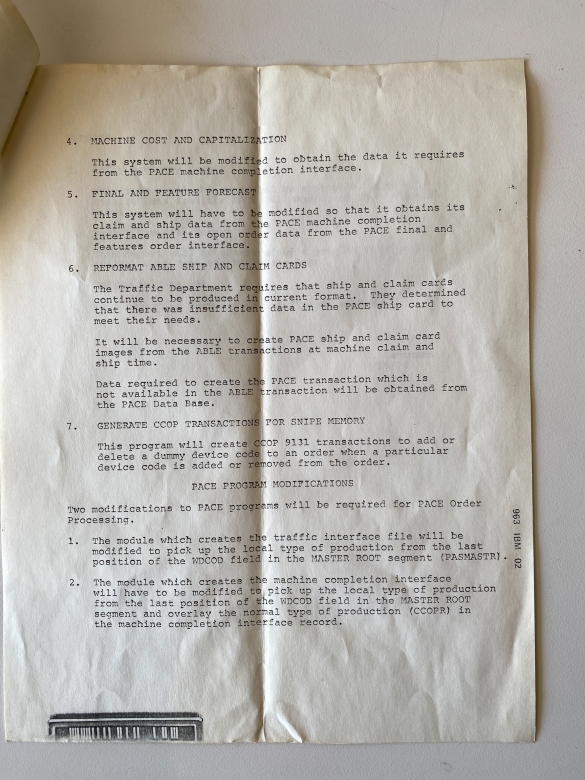 4. MACHINE COST AND CAPITALIZATION
This system will be modified to obtain the data it requires
from the PACE machine completion interface.
5. FINAL AND FEATURE FORECAST
This system will have to be modified so that it obtains its
claim and ship data from the PACE machine completion
interface and its open order data from the PACE final and
features order interface.
6. REFORMAT ABLE SHIP AND CLAIM CARDS
The Traffic Department requires that ship and claim cards
continue to be produced in current format. They determined
that there was insufficient data in the PACE ship card to
meet their needs.
It will be necessary to create PACE ship and claim card
images from the ABLE transactions at machine claim and
ship time.
Data required to create the PACE transaction which is
not available in the ABLE transaction will be obtained from
the PACE Data Base.
7. GENERATE CCOP TRANSACTIONS FOR SNIPE MEMORY
This program will create CCOP 9131 transactions to add or
delete a dummy device code to an order when a particular
device code is added or removed from the order.
PACE PROGRAM MODIFICATIONS
Two modifications to PACE programs will be required for PACE Order
Processing.
1. The module which creates the traffic interface file will be
modified to pick up the local type of production from the last
position of the WDCOD field in the MASTER ROOT segment (PASMASTR).
2. The module which creates the machine completion interface
will have to be modified to pick up the local type of production
from the last position of the WDCOD field in the MASTER ROOT
segment and overlay the normal type of production (CCOPR) in
the machine completion interface record.
963 IBM 02